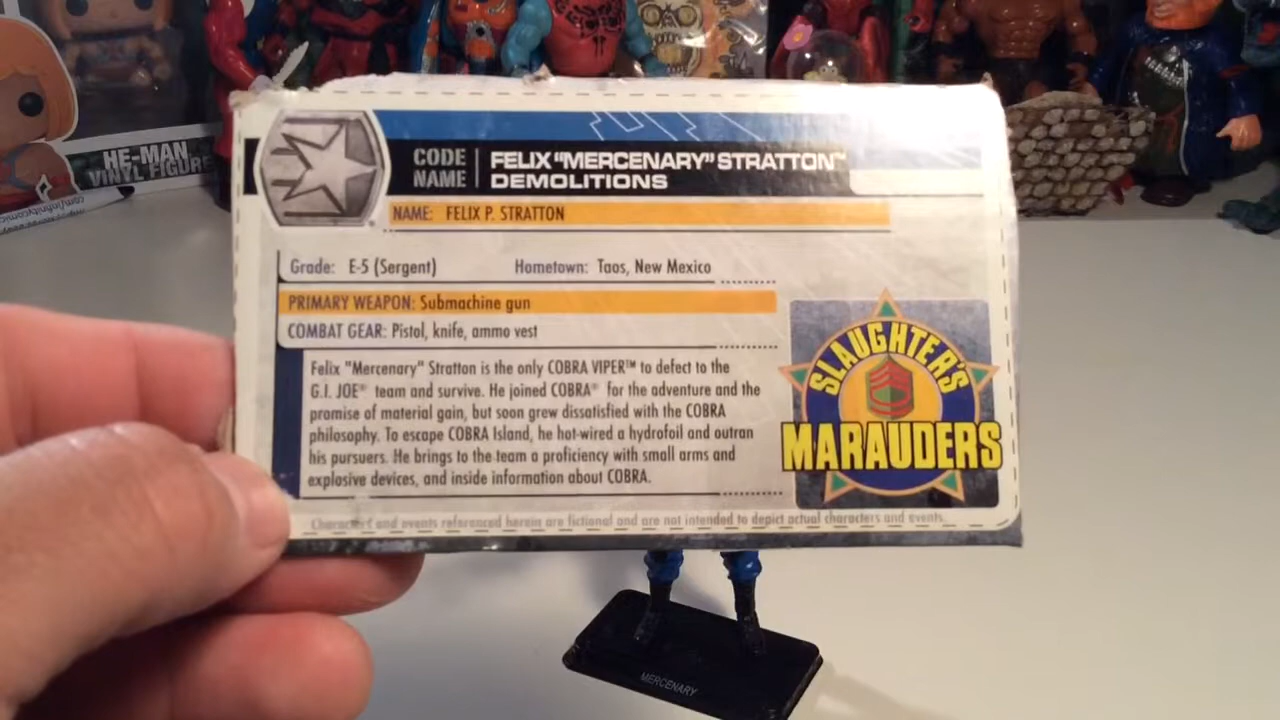 HE-MAN
VINYL FIGURE
CODE NAME
FELIX "MERCENARY" STRATTON™
DEMOLITIONS
NAME: FELIX P. STRATTON
Grade: E-5 (Sergent) Hometown: Taos, New Mexico
PRIMARY WEAPON: Submachine gun
COMBAT GEAR: Pistol, knife, ammo vest
Felix "Mercenary" Stratton is the only COBRA VIPER™ to defect to the
G.I. JOE® team and survive. He joined COBRA® for the adventure and the
promise of material gain, but soon grew dissatisfied with the COBRA
philosophy. To escape COBRA Island, he hot-wired a hydrofoil and outran
his pursuers. He brings to the team a proficiency with small arms and
explosive devices, and inside information about COBRA.
SLAUGHTER'S
MARAUDERS
Characters and events referenced herein are fictional and are not intended to depict actual characters and events.
MERCENARY